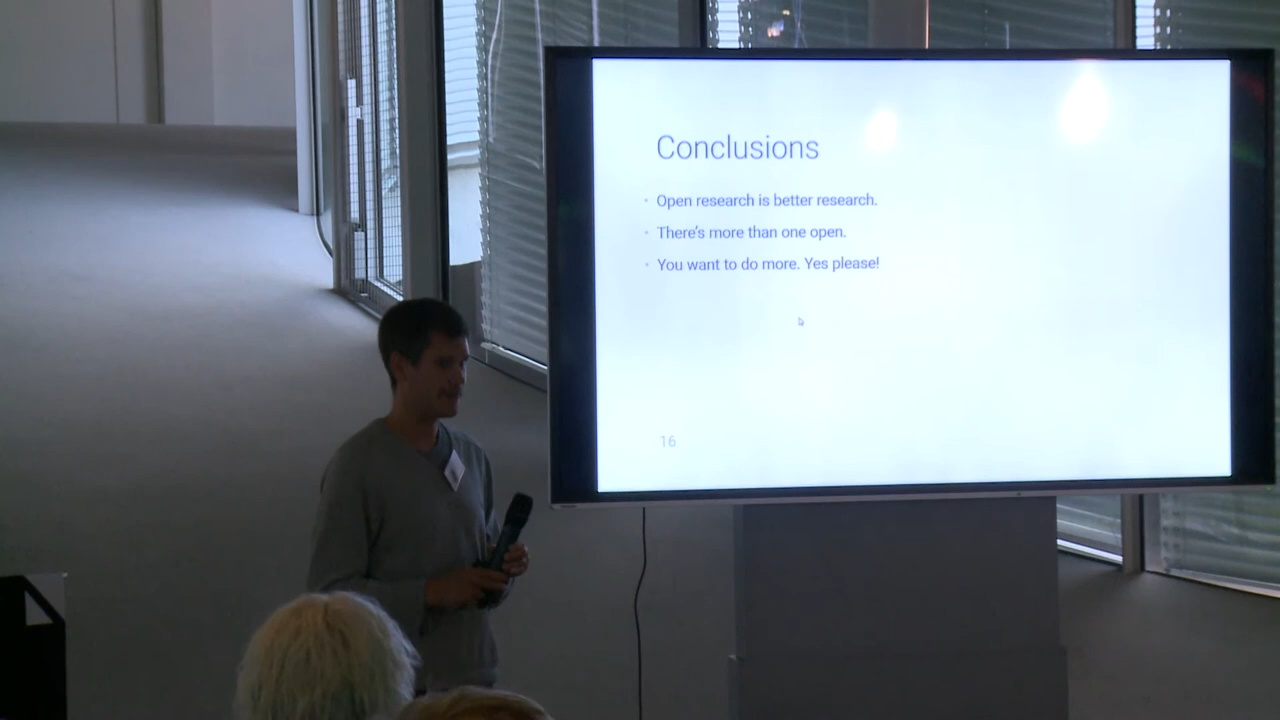 Conclusions
Open research is better research.
There's more than one open.
You want to do more. Yes please!
16